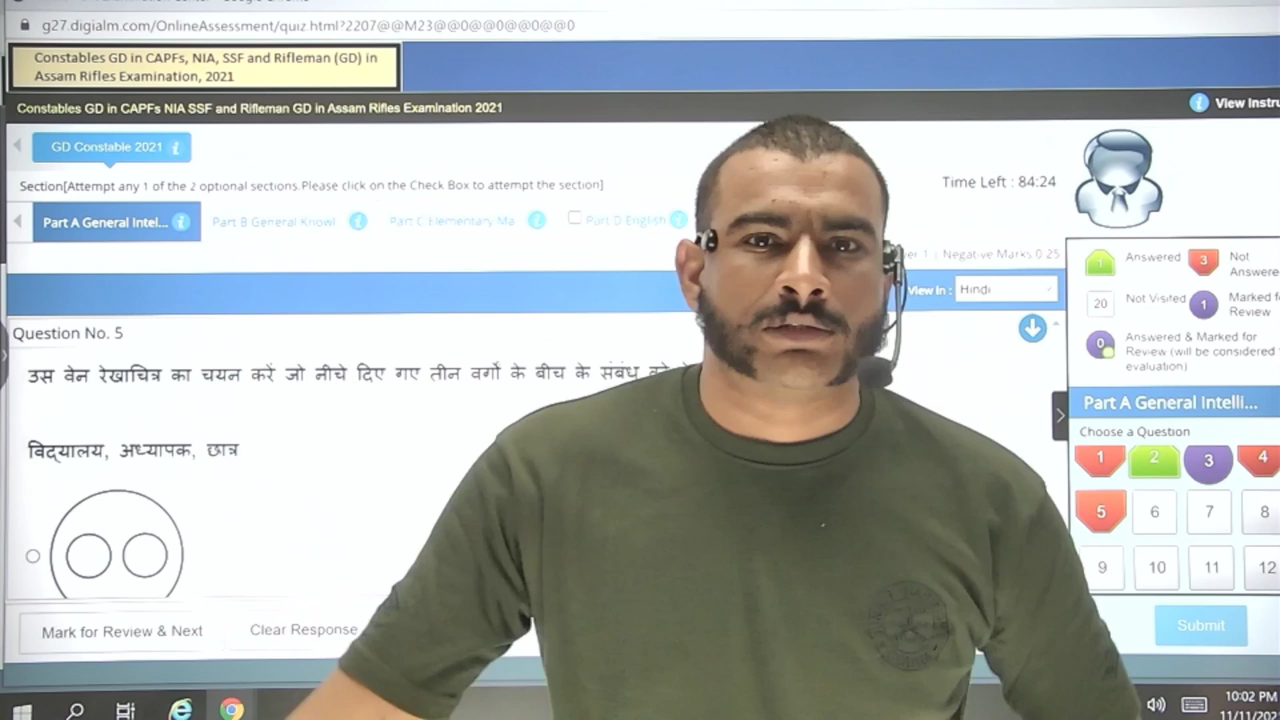 g27.digialm.com/OnlineAssessment/quiz.html?2207@@M23@@0@@0@@0@@0
Constables GD in CAPFs, NIA, SSF and Rifleman (GD) in
Assam Rifles Examination, 2021
Constables GD in CAPFs NIA SSF and Rifleman GD in Assam Rifles Examination 2021
View Instru
GD Constable 2021
Time Left : 84:24
Section[Attempt any 1 of the 2 optional sections.Please click on the Check Box to attempt the section]
Part A General Intel...
Part B General Knowl
Part C Elementary Ma
Part D English
er 1 | Negative Marks 0.25
View in :
Hindi
1 Answered
3 Not Answere
20 Not Visited
1 Marked f
Review
0 Answered & Marked for
Review (will be considered
evaluation)
Question No. 5
उस वेन रेखाचित्र का चयन करें जो नीचे दिए गए तीन वर्गों के बीच के संबंध
विद्यालय, अध्यापक, छात्र
Part A General Intelli...
Choose a Question
1 2 3 4
5 6 7 8
9 10 11 12
Mark for Review & Next
Clear Response
Submit
10:02 PM
11/11/202